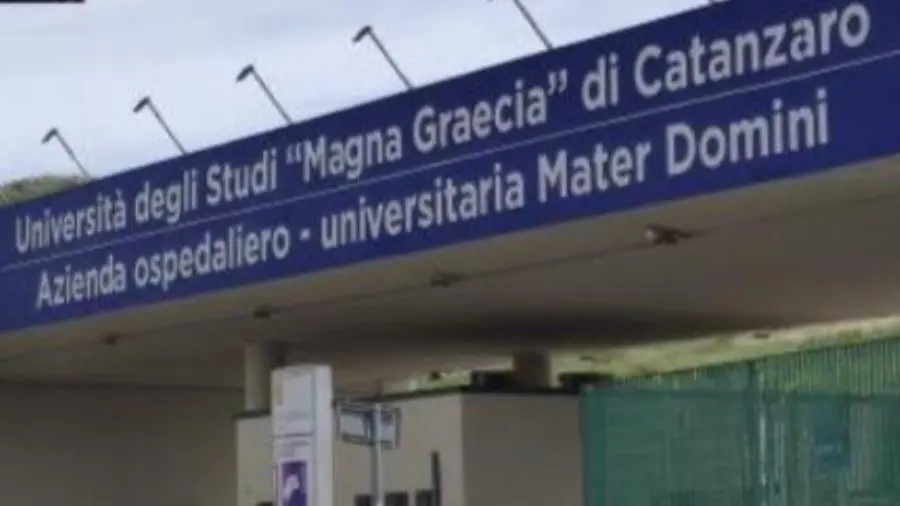 Università degli Studi “Magna Graecia” di Catanzaro
Azienda ospedaliero - universitaria Mater Domini